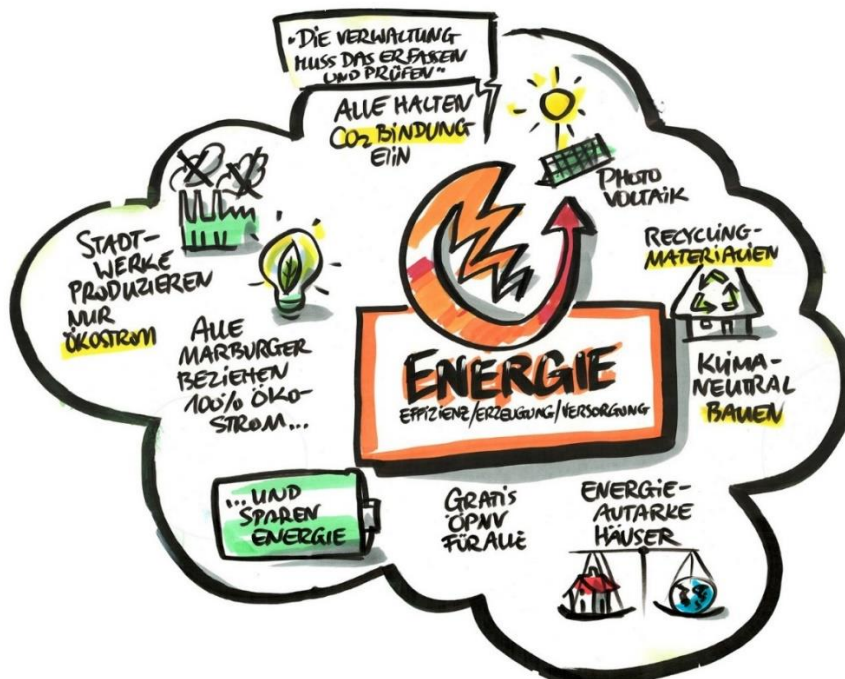 "DIE VERWALTUNG
MUSS DAS ERFASSEN
UND PRÜFEN"
ALLE HALTEN
CO₂ BINDUNG
EIN
PHOTO
VOLTAIK
STADT-
WERKE
PRODUZIEREN
NUR
ÖKOSTROM
ALLE
MARBURGER
BEZIEHEN
100% ÖKO-
STROM...
RECYCLING-
MATERIALIEN
KLIMA-
NEUTRAL
BAUEN
ENERGIE
EFFIZIENZ/ERZEUGUNG/VERSORGUNG
...UND
SPAREN
ENERGIE
GRATIS
ÖPNV
FÜR ALLE
ENERGIE-
AUTARKE
HÄUSER